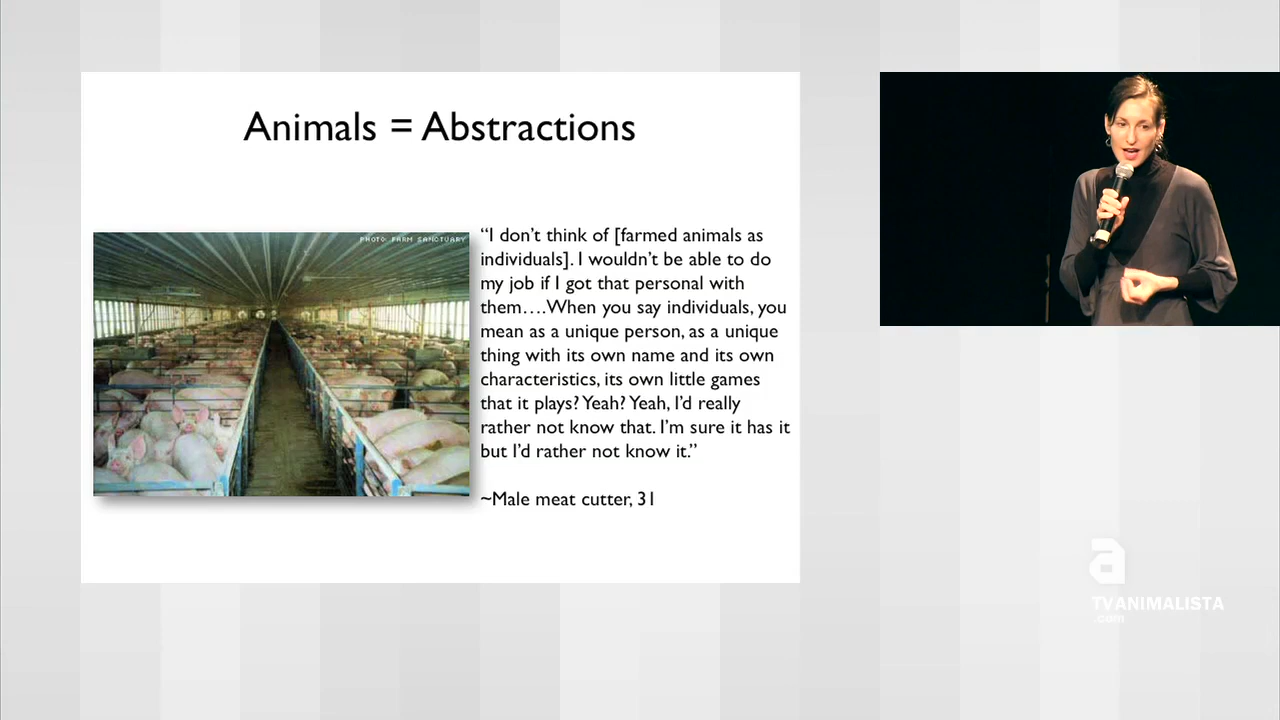 Animals = Abstractions
PHOTO: FARM SANCTUARY
“I don’t think of [farmed animals as
individuals]. I wouldn’t be able to do
my job if I got that personal with
them….When you say individuals, you
mean as a unique person, as a unique
thing with its own name and its own
characteristics, its own little games
that it plays? Yeah? Yeah, I’d really
rather not know that. I’m sure it has it
but I’d rather not know it.”
~Male meat cutter, 31
a
TVANIMALISTA
.com